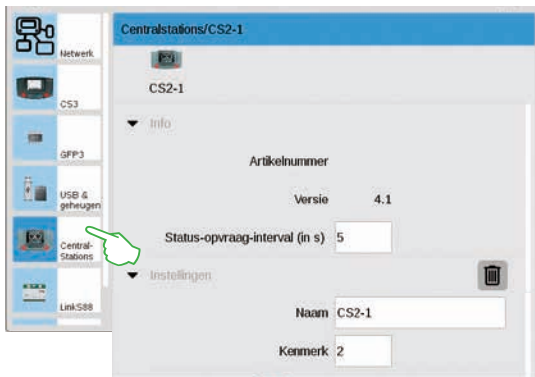 Netwerk
CS3
GFP3
USB &
geheugen
Central-
Stations
LinkS88
Centralstations/CS2-1
CS2-1
Info
Artikelnummer
Versie 4.1
Status-opvraag-interval (in s) 5
Instellingen
Naam CS2-1
Kenmerk 2